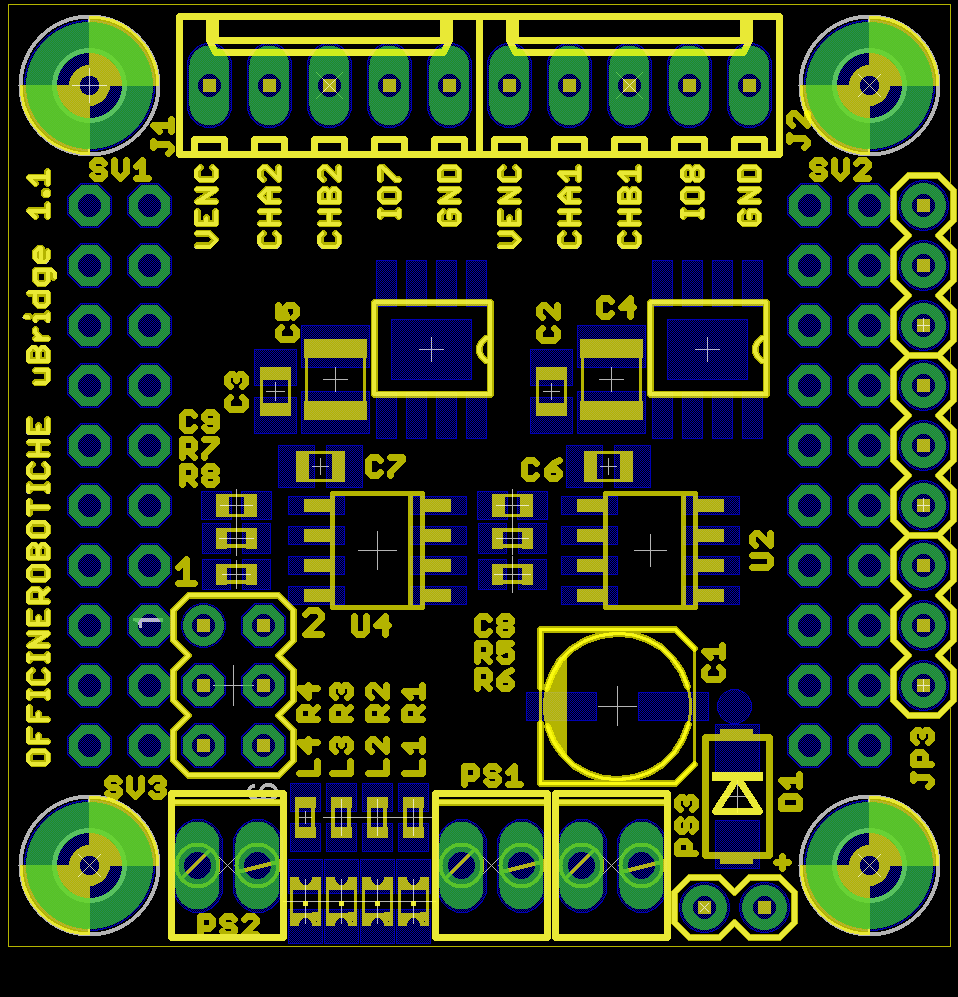 J1
J2
SV1
SV2
VENC
CHA2
CHB2
IO7
GND
VENC
CHA1
CHB1
IO8
GND
OFFICINEROBOTICHE uBridge 1.1
C5
C2
C4
C3
C9
R7
R8
C7
C6
U2
1
1
2
U4
C8
R5
R6
C1
R4
R3
R2
R1
L4
L3
L2
L1
JP3
SV3
PS1
PS3
D1
+
PS2